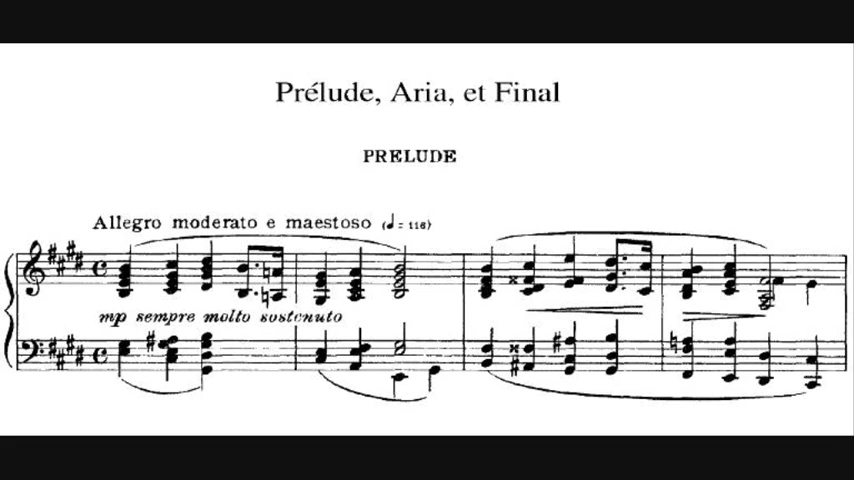 Prélude, Aria, et Final
PRELUDE
Allegro moderato e maestoso (♩= 116)
mp sempre molto sostenuto